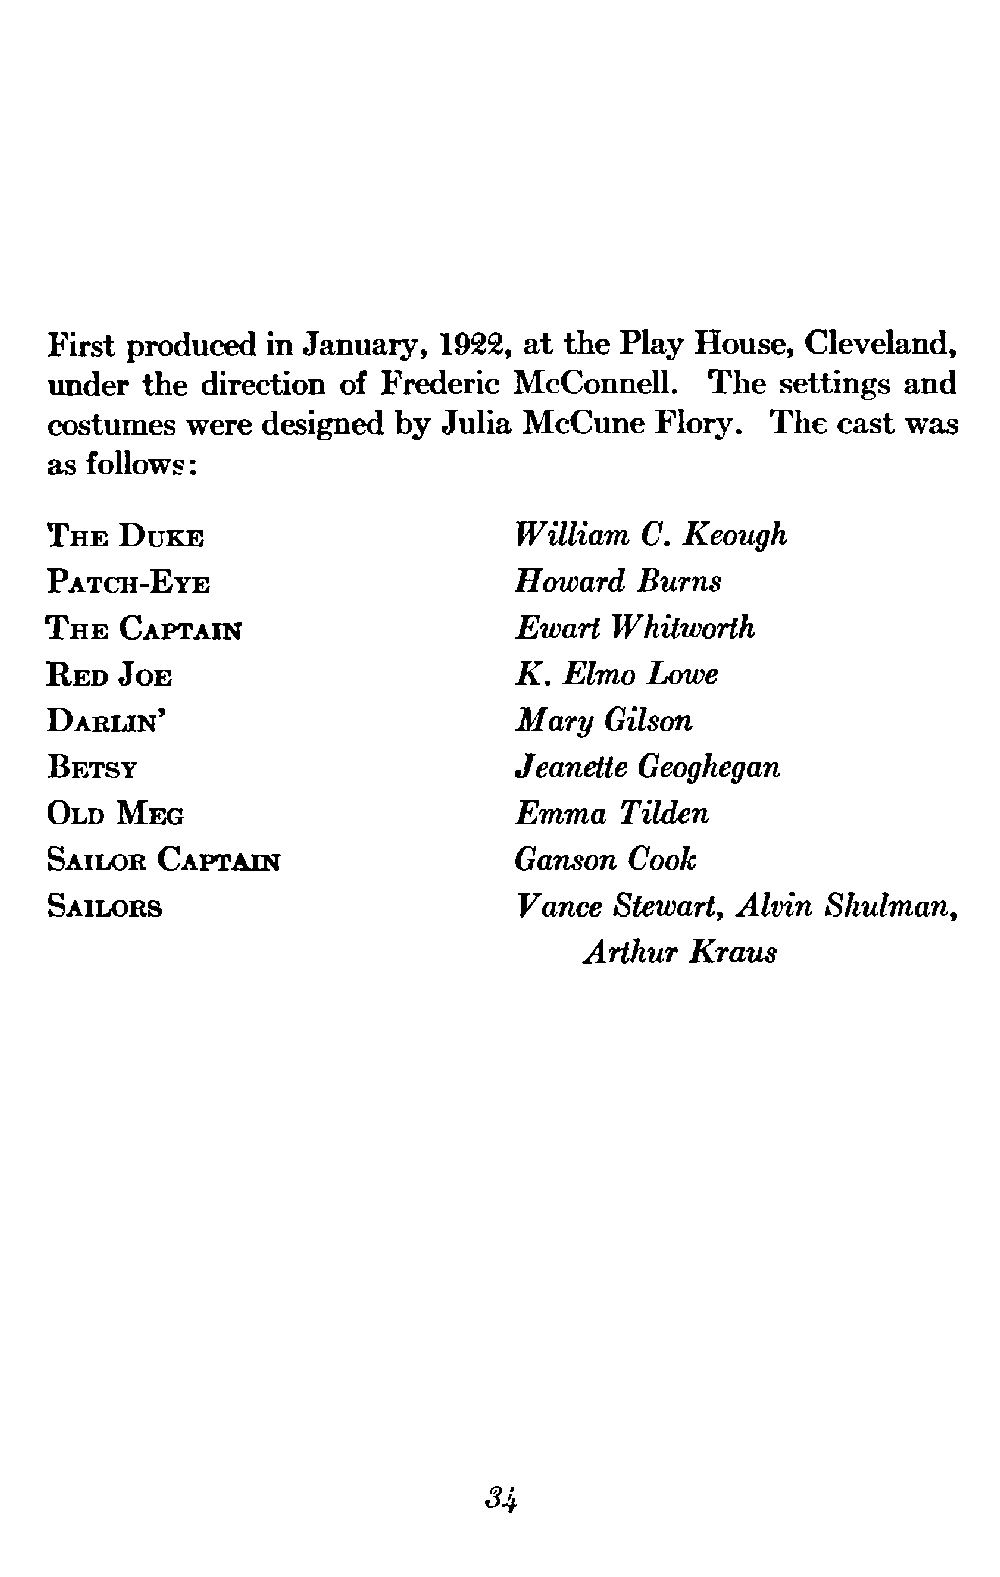 First produced in January, 1922, at the Play House, Cleveland,
under the direction of Frederic McConnell. The settings and
costumes were designed by Julia McCune Flory. The cast was
as follows:
THE DUKE William C. Keough
PATCH-EYE Howard Burns
THE CAPTAIN Ewart Whitworth
RED JOE K. Elmo Lowe
DARLIN' Mary Gilson
BETSY Jeanette Geoghegan
OLD MEG Emma Tilden
SAILOR CAPTAIN Ganson Cook
SAILORS Vance Stewart, Alvin Shulman,
Arthur Kraus
34